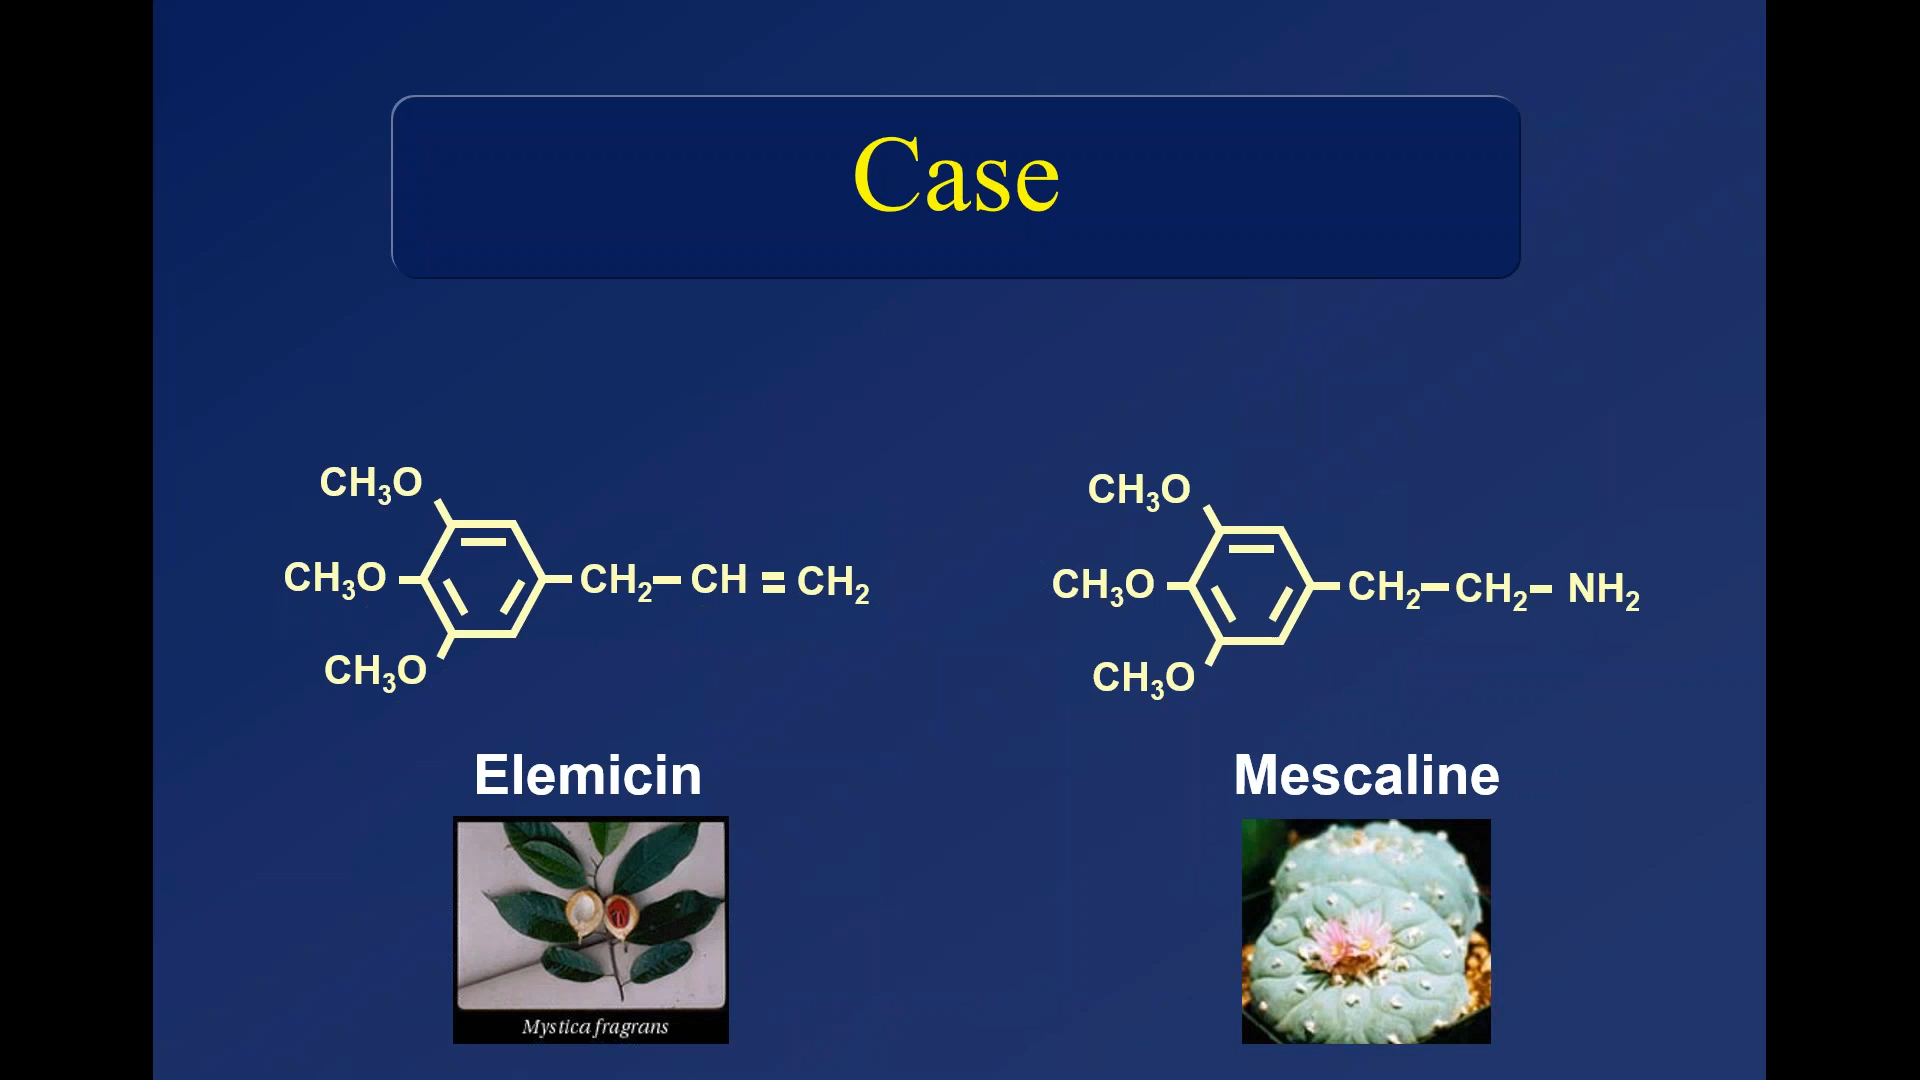 Case
CH3O
CH3O
CH2 CH = CH2
CH3O
Elemicin
Mystica fragrans
CH3O
CH3O
CH2 CH2 NH2
CH3O
Mescaline